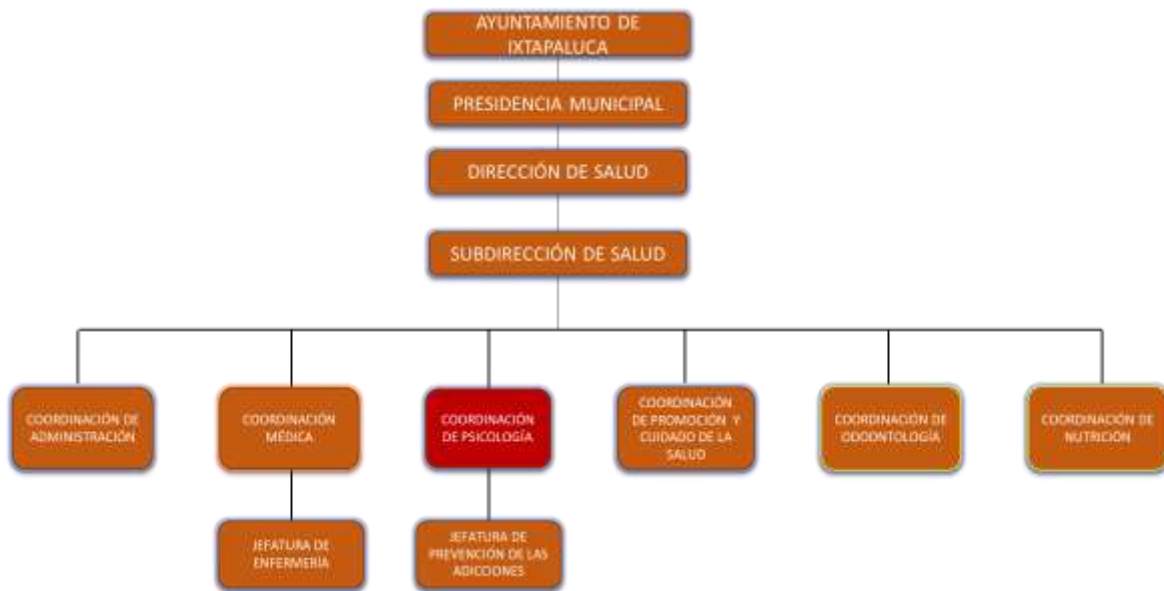 AYUNTAMIENTO DE
IXTAPALUCA
PRESIDENCIA MUNICIPAL
DIRECCIÓN DE SALUD
SUBDIRECCIÓN DE SALUD
COORDINACIÓN DE
ADMINISTRACIÓN
COORDINACIÓN
MÉDICA
COORDINACIÓN
DE PSICOLOGÍA
COORDINACIÓN
DE PROMOCIÓN Y
CUIDADO DE LA
SALUD
COORDINACIÓN DE
ODODONTOLOGÍA
COORDINACIÓN DE
NUTRICIÓN
JEFATURA DE
ENFERMERÍA
JEFATURA DE
PREVENCIÓN DE LAS
ADICCIONES